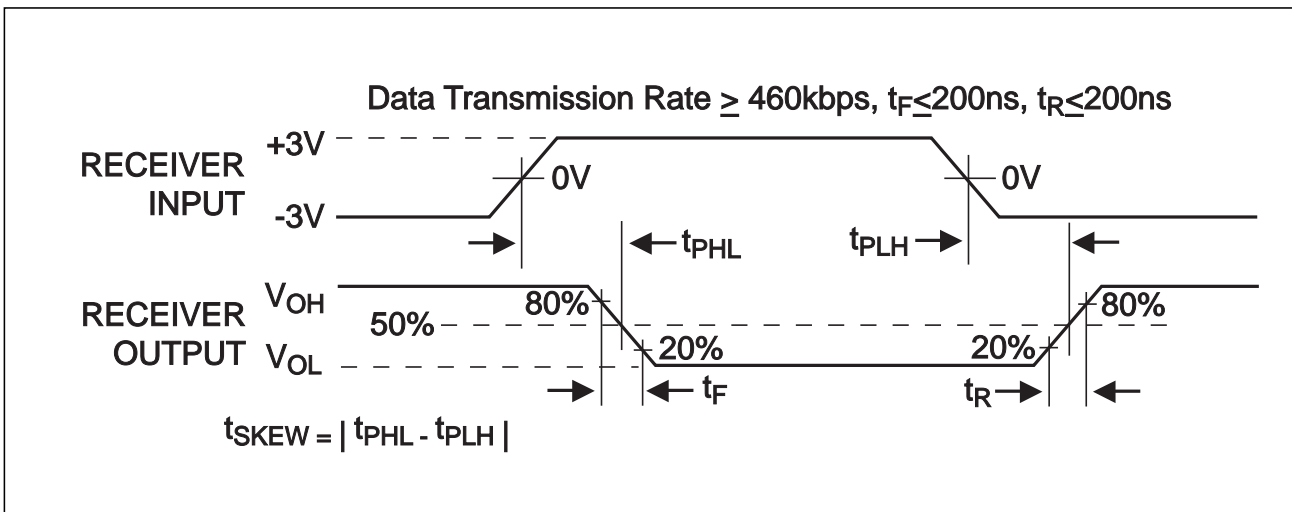 Data Transmission Rate ≥ 460kbps, tF≤200ns, tR≤200ns
+3V
RECEIVER
INPUT
0V
0V
-3V
tPHL
tPLH
VOH
RECEIVER
OUTPUT
80%
80%
50%
20%
20%
VOL
tF
tR
tSKEW = | tPHL - tPLH |